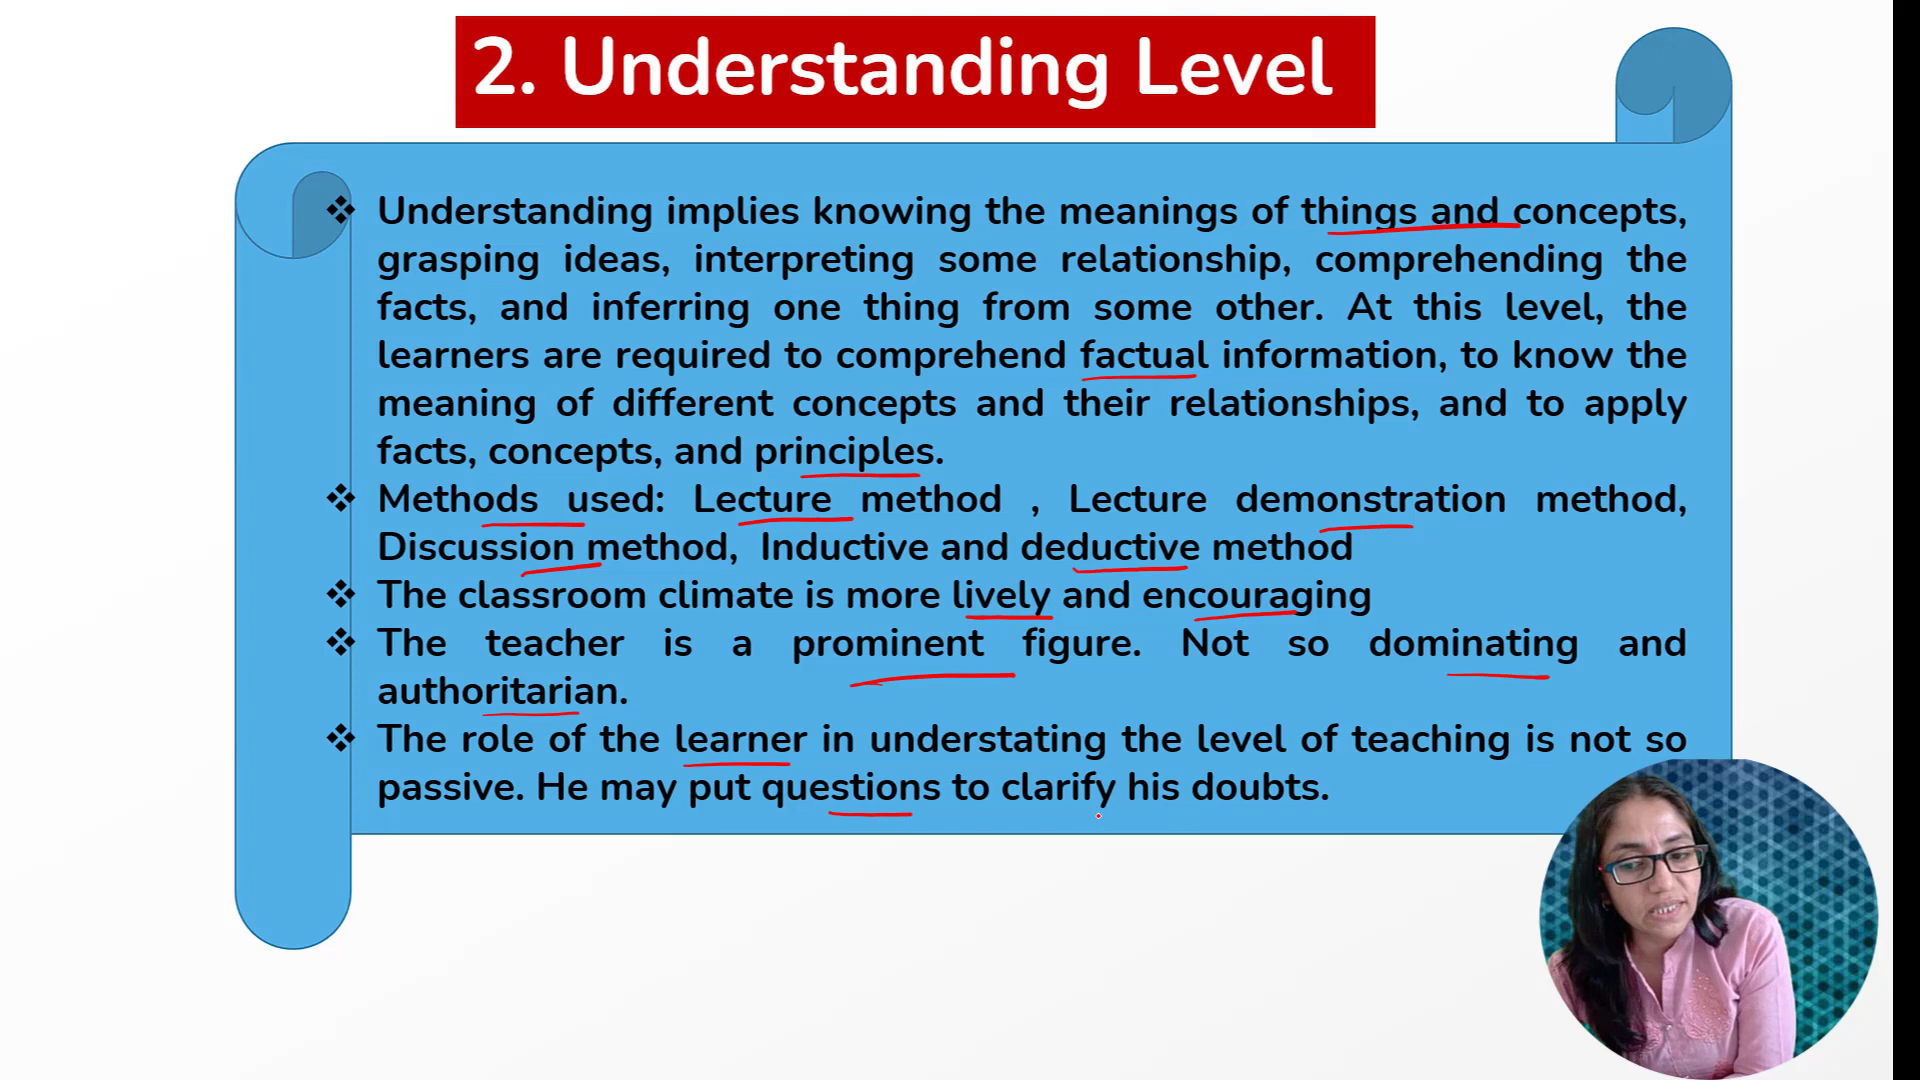 2. Understanding Level
❖ Understanding implies knowing the meanings of things and concepts,
grasping ideas, interpreting some relationship, comprehending the
facts, and inferring one thing from some other. At this level, the
learners are required to comprehend factual information, to know the
meaning of different concepts and their relationships, and to apply
facts, concepts, and principles.
❖ Methods used: Lecture method , Lecture demonstration method,
Discussion method, Inductive and deductive method
❖ The classroom climate is more lively and encouraging
❖ The teacher is a prominent figure. Not so dominating and
authoritarian.
❖ The role of the learner in understating the level of teaching is not so
passive. He may put questions to clarify his doubts.